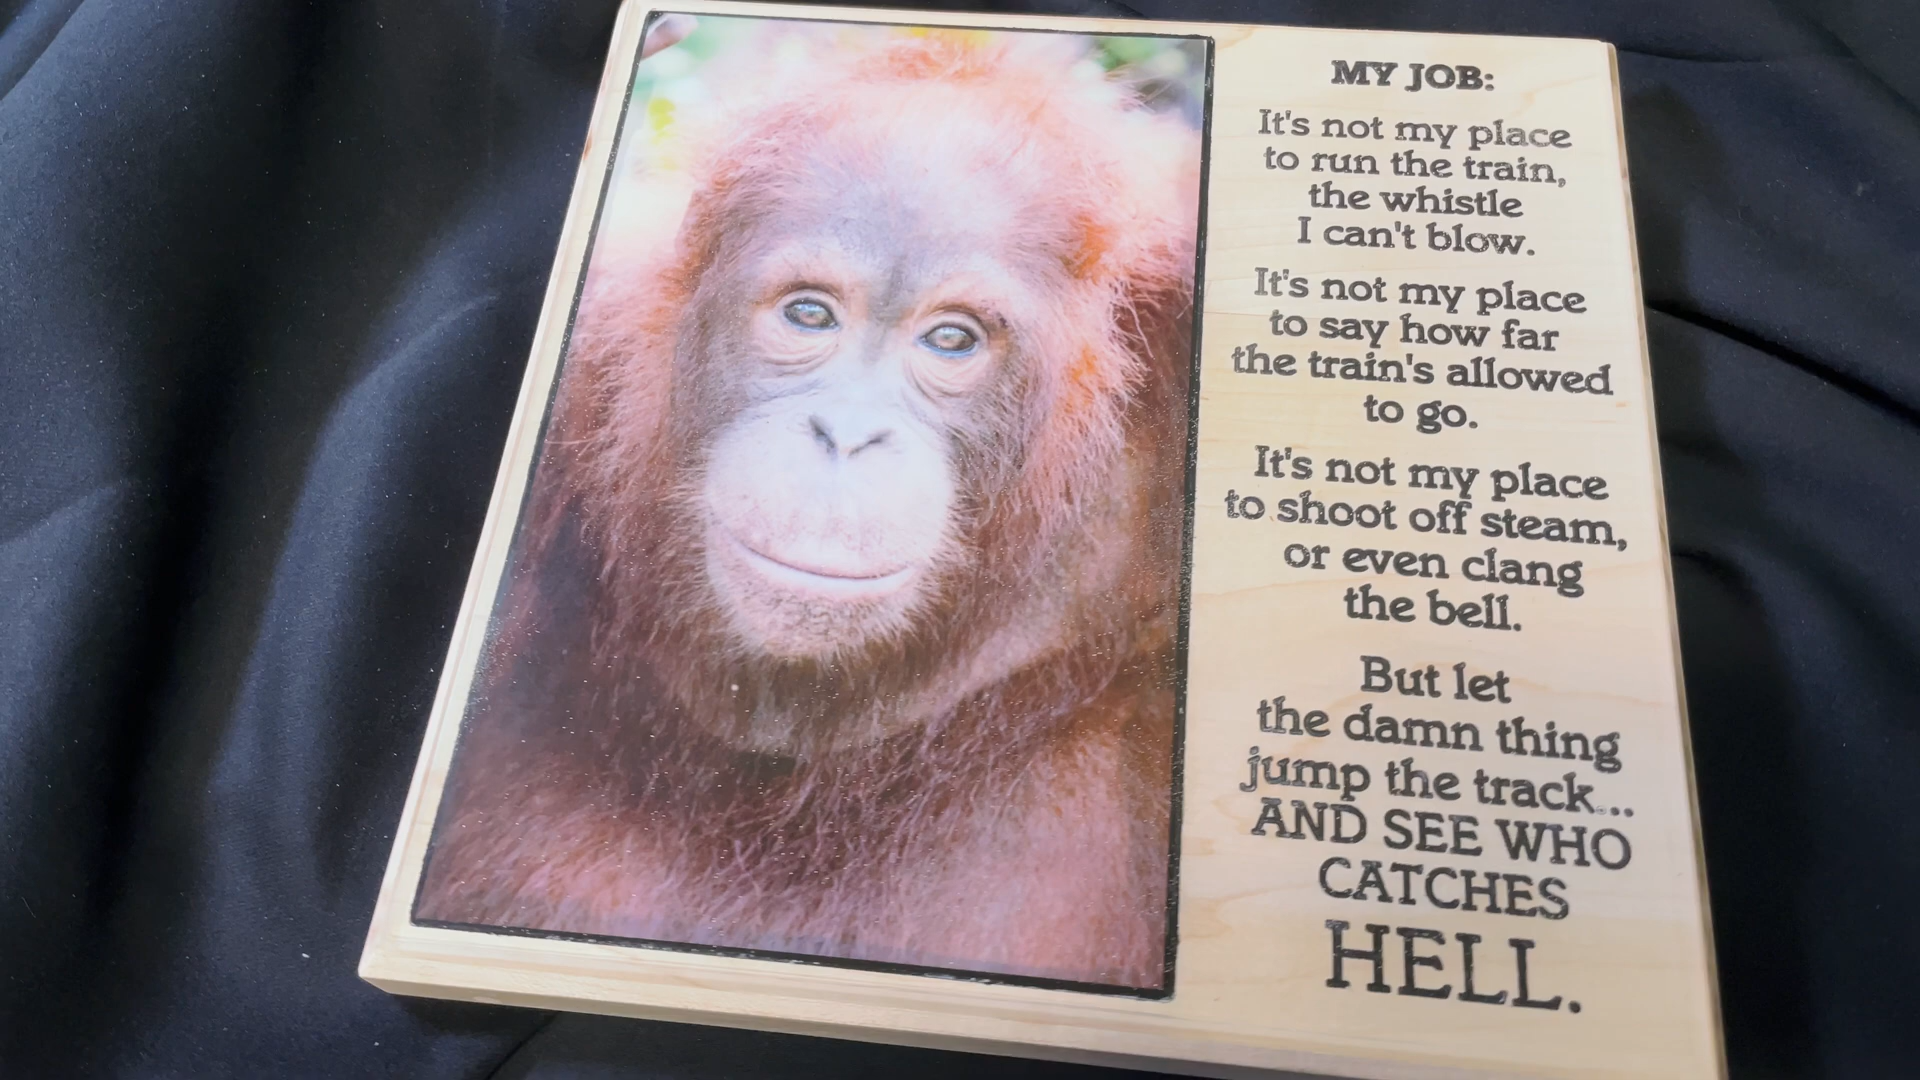 MY JOB:
It's not my place
to run the train,
the whistle
I can't blow.
It's not my place
to say how far
the train's allowed
to go.
It's not my place
to shoot off steam,
or even clang
the bell.
But let
the damn thing
jump the track...
AND SEE WHO
CATCHES
HELL.